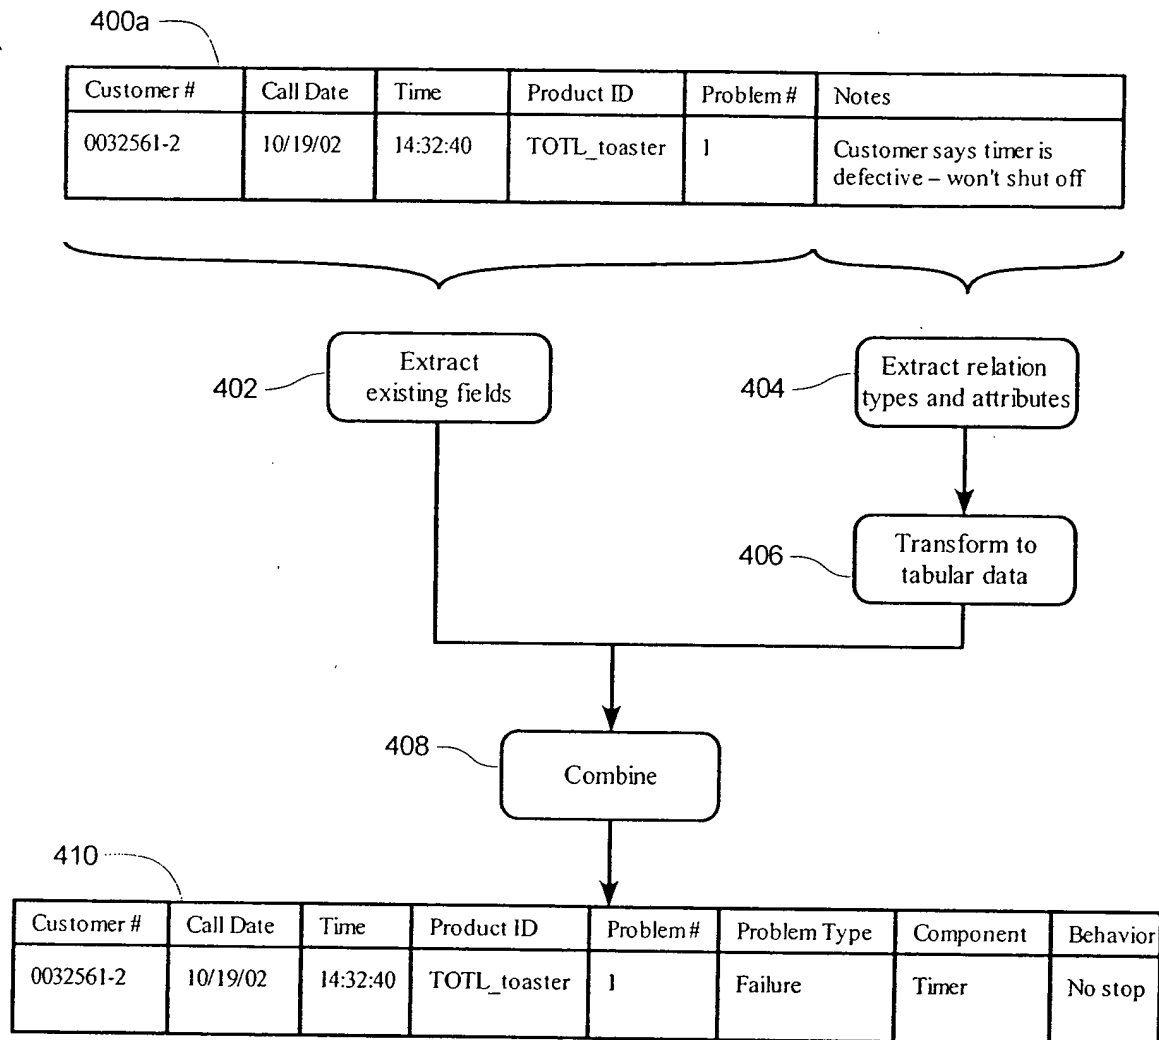 400a
Customer # Call Date Time Product ID Problem # Notes
0032561-2 10/19/02 14:32:40 TOTL_toaster 1 Customer says timer is
defective – won't shut off
Extract
existing fields
402
Extract relation
types and attributes
404
Transform to
tabular data
406
408
Combine
410
Customer # Call Date Time Product ID Problem # Problem Type Component Behavior
0032561-2 10/19/02 14:32:40 TOTL_toaster 1 Failure Timer No stop